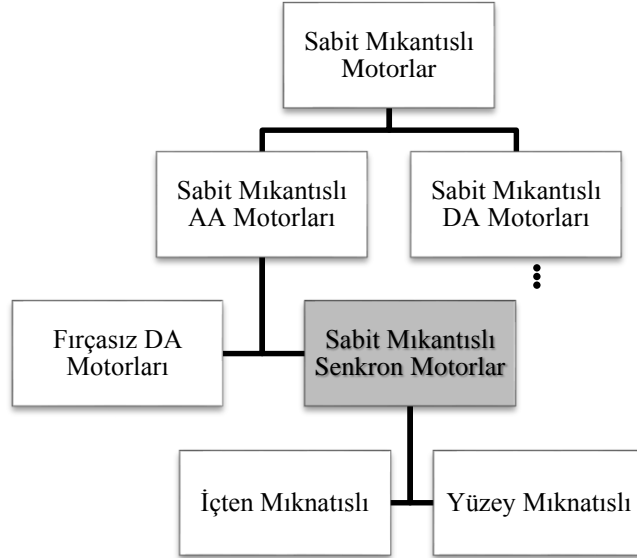 Sabit Mıkantıslı
Motorlar
Sabit Mıkantıslı
AA Motorları
Sabit Mıkantıslı
DA Motorları
Fırçasız DA
Motorları
Sabit Mıkantıslı
Senkron Motorlar
İçten Mıknatıslı
Yüzey Mıknatıslı